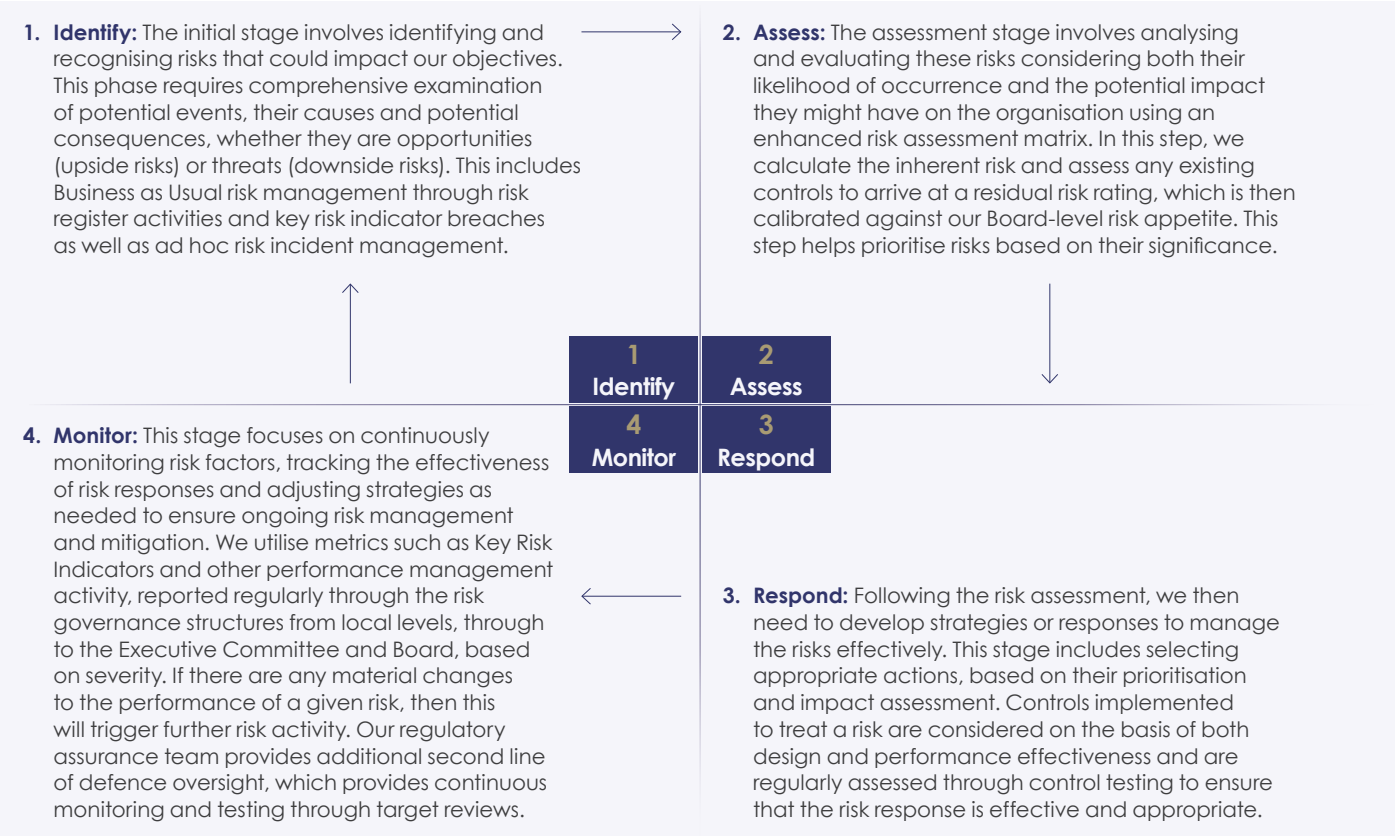 1. Identify: The initial stage involves identifying and
recognising risks that could impact our objectives.
This phase requires comprehensive examination
of potential events, their causes and potential
consequences, whether they are opportunities
(upside risks) or threats (downside risks). This includes
Business as Usual risk management through risk
register activities and key risk indicator breaches
as well as ad hoc risk incident management.
2. Assess: The assessment stage involves analysing
and evaluating these risks considering both their
likelihood of occurrence and the potential impact
they might have on the organisation using an
enhanced risk assessment matrix. In this step, we
calculate the inherent risk and assess any existing
controls to arrive at a residual risk rating, which is then
calibrated against our Board-level risk appetite. This
step helps prioritise risks based on their significance.
1
Identify
2
Assess
4
Monitor
3
Respond
4. Monitor: This stage focuses on continuously
monitoring risk factors, tracking the effectiveness
of risk responses and adjusting strategies as
needed to ensure ongoing risk management
and mitigation. We utilise metrics such as Key Risk
Indicators and other performance management
activity, reported regularly through the risk
governance structures from local levels, through
to the Executive Committee and Board, based
on severity. If there are any material changes
to the performance of a given risk, then this
will trigger further risk activity. Our regulatory
assurance team provides additional second line
of defence oversight, which provides continuous
monitoring and testing through target reviews.
3. Respond: Following the risk assessment, we then
need to develop strategies or responses to manage
the risks effectively. This stage includes selecting
appropriate actions, based on their prioritisation
and impact assessment. Controls implemented
to treat a risk are considered on the basis of both
design and performance effectiveness and are
regularly assessed through control testing to ensure
that the risk response is effective and appropriate.